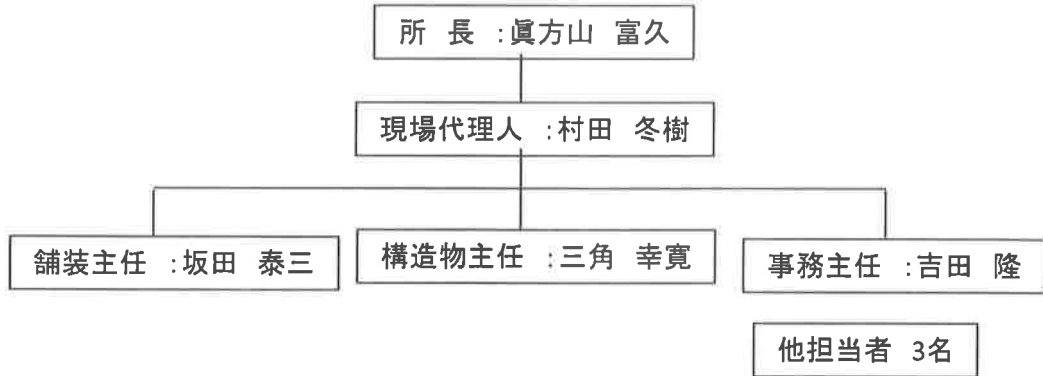 所 長 :眞方山 富久
現場代理人 :村田 冬樹
舗装主任 :坂田 泰三
構造物主任 :三角 幸寛
事務主任 :吉田 隆
他担当者 3名